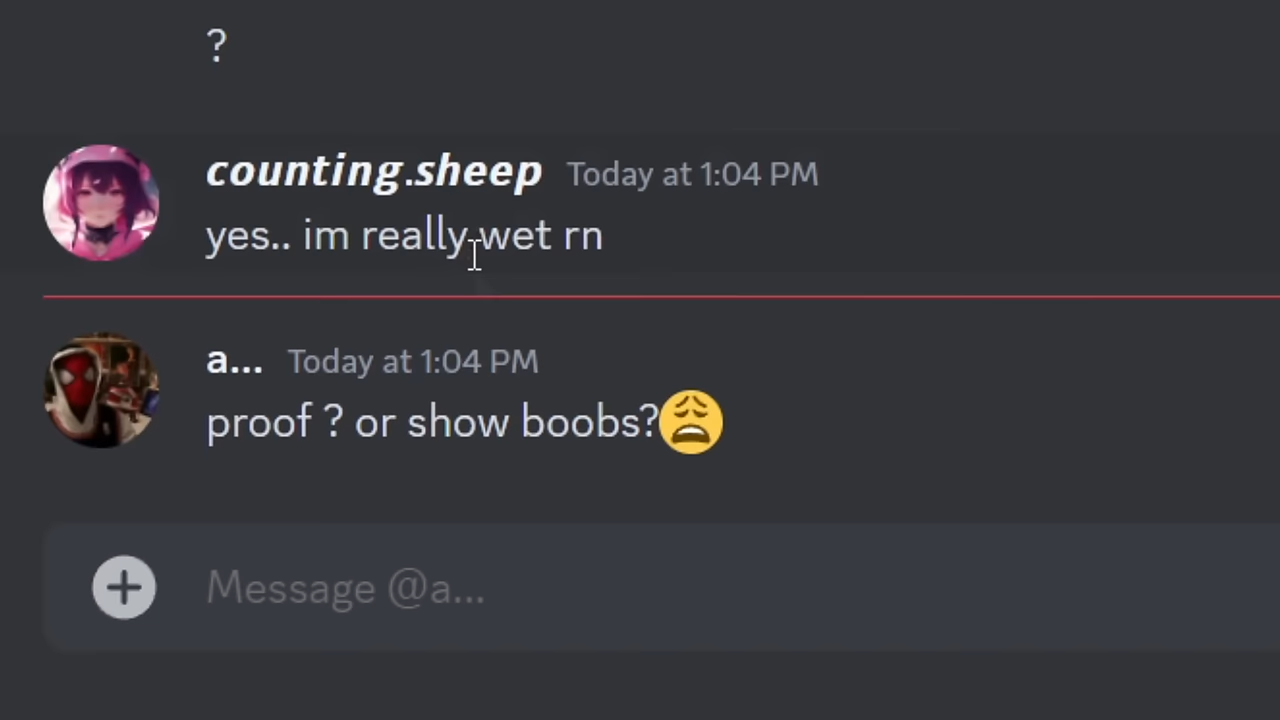 ?
counting.sheep Today at 1:04 PM
yes.. im really wet rn
a... Today at 1:04 PM
proof ? or show boobs?😩
Message @a...